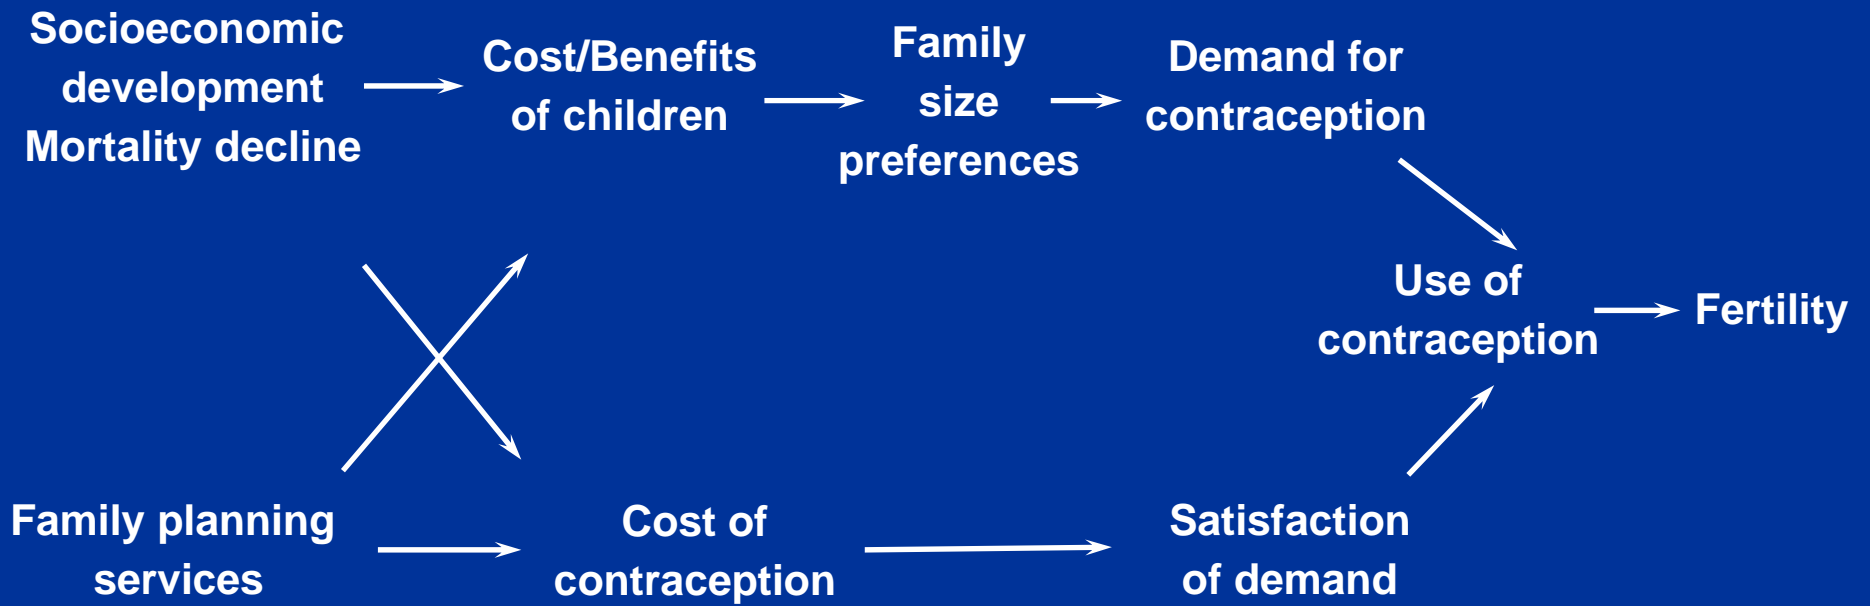 Socioeconomic
development
Mortality decline
Cost/Benefits
of children
Family
size
preferences
Demand for
contraception
Use of
contraception
Fertility
Family planning
services
Cost of
contraception
Satisfaction
of demand